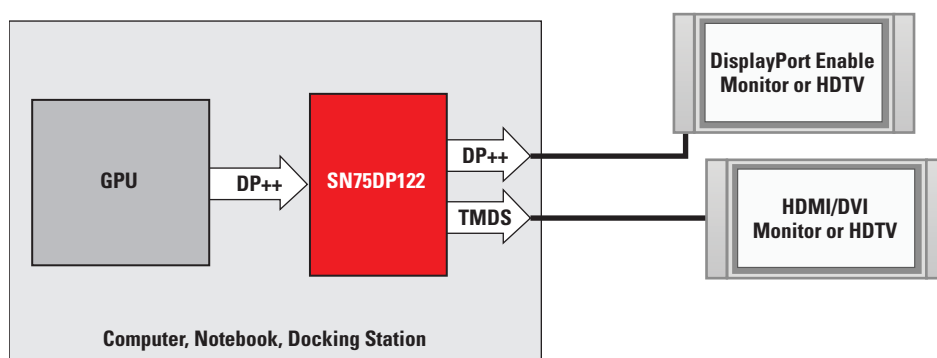 GPU
DP++
SN75DP122
DP++
TMDS
DisplayPort Enable
Monitor or HDTV
HDMI/DVI
Monitor or HDTV
Computer, Notebook, Docking Station